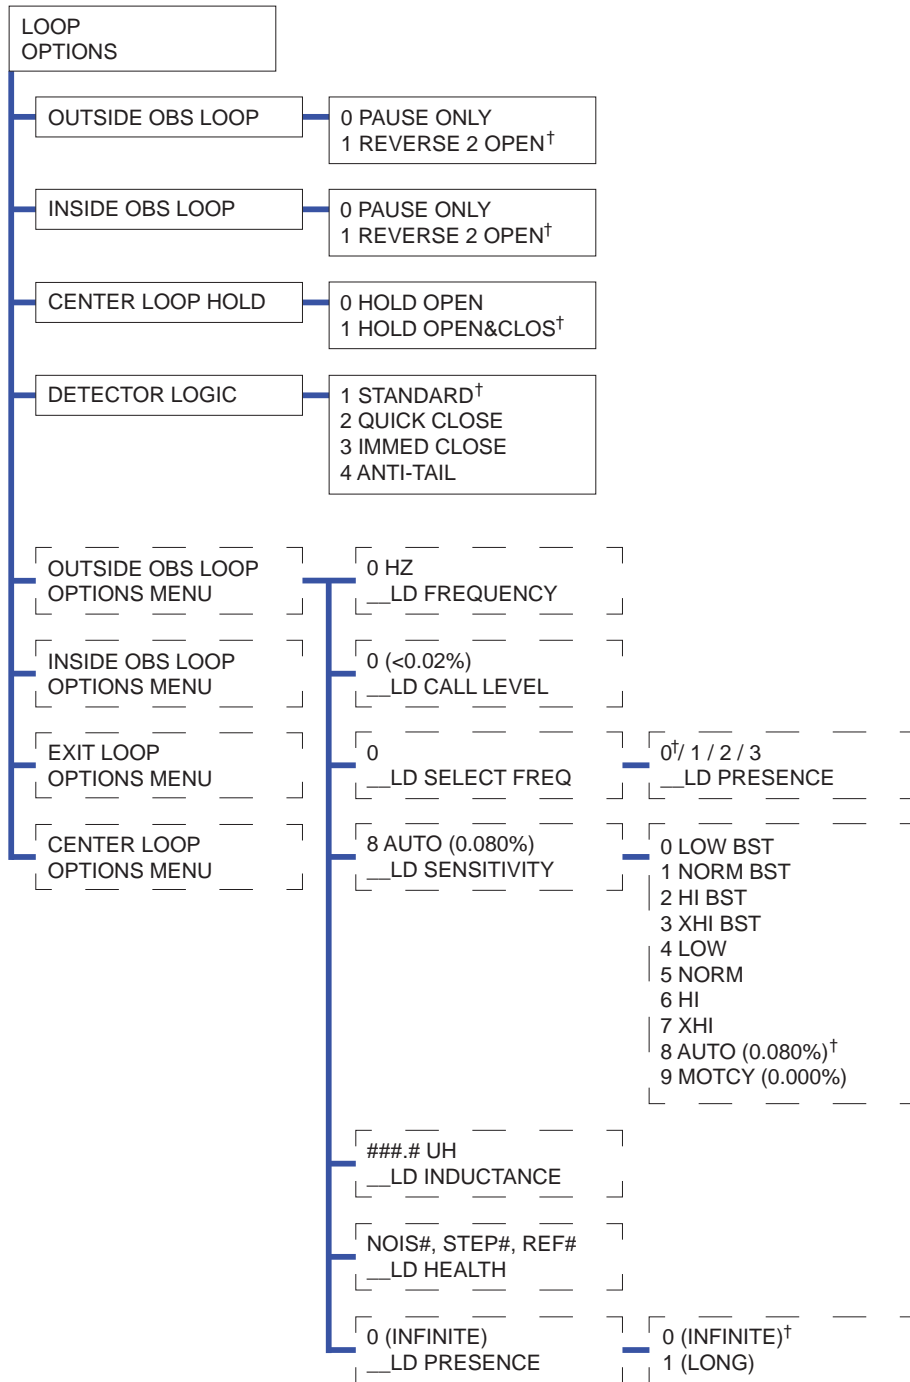 LOOP
OPTIONS
OUTSIDE OBS LOOP
0 PAUSE ONLY
1 REVERSE 2 OPEN†
INSIDE OBS LOOP
0 PAUSE ONLY
1 REVERSE 2 OPEN†
CENTER LOOP HOLD
0 HOLD OPEN
1 HOLD OPEN&CLOS†
DETECTOR LOGIC
1 STANDARD†
2 QUICK CLOSE
3 IMMED CLOSE
4 ANTI-TAIL
OUTSIDE OBS LOOP
OPTIONS MENU
0 HZ
__LD FREQUENCY
INSIDE OBS LOOP
OPTIONS MENU
0 (<0.02%)
__LD CALL LEVEL
EXIT LOOP
OPTIONS MENU
0
__LD SELECT FREQ
0†/ 1 / 2 / 3
__LD PRESENCE
CENTER LOOP
OPTIONS MENU
8 AUTO (0.080%)
__LD SENSITIVITY
0 LOW BST
1 NORM BST
2 HI BST
3 XHI BST
4 LOW
5 NORM
6 HI
7 XHI
8 AUTO (0.080%)†
9 MOTCY (0.000%)
###.# UH
__LD INDUCTANCE
NOIS#, STEP#, REF#
__LD HEALTH
0 (INFINITE)
__LD PRESENCE
0 (INFINITE)†
1 (LONG)